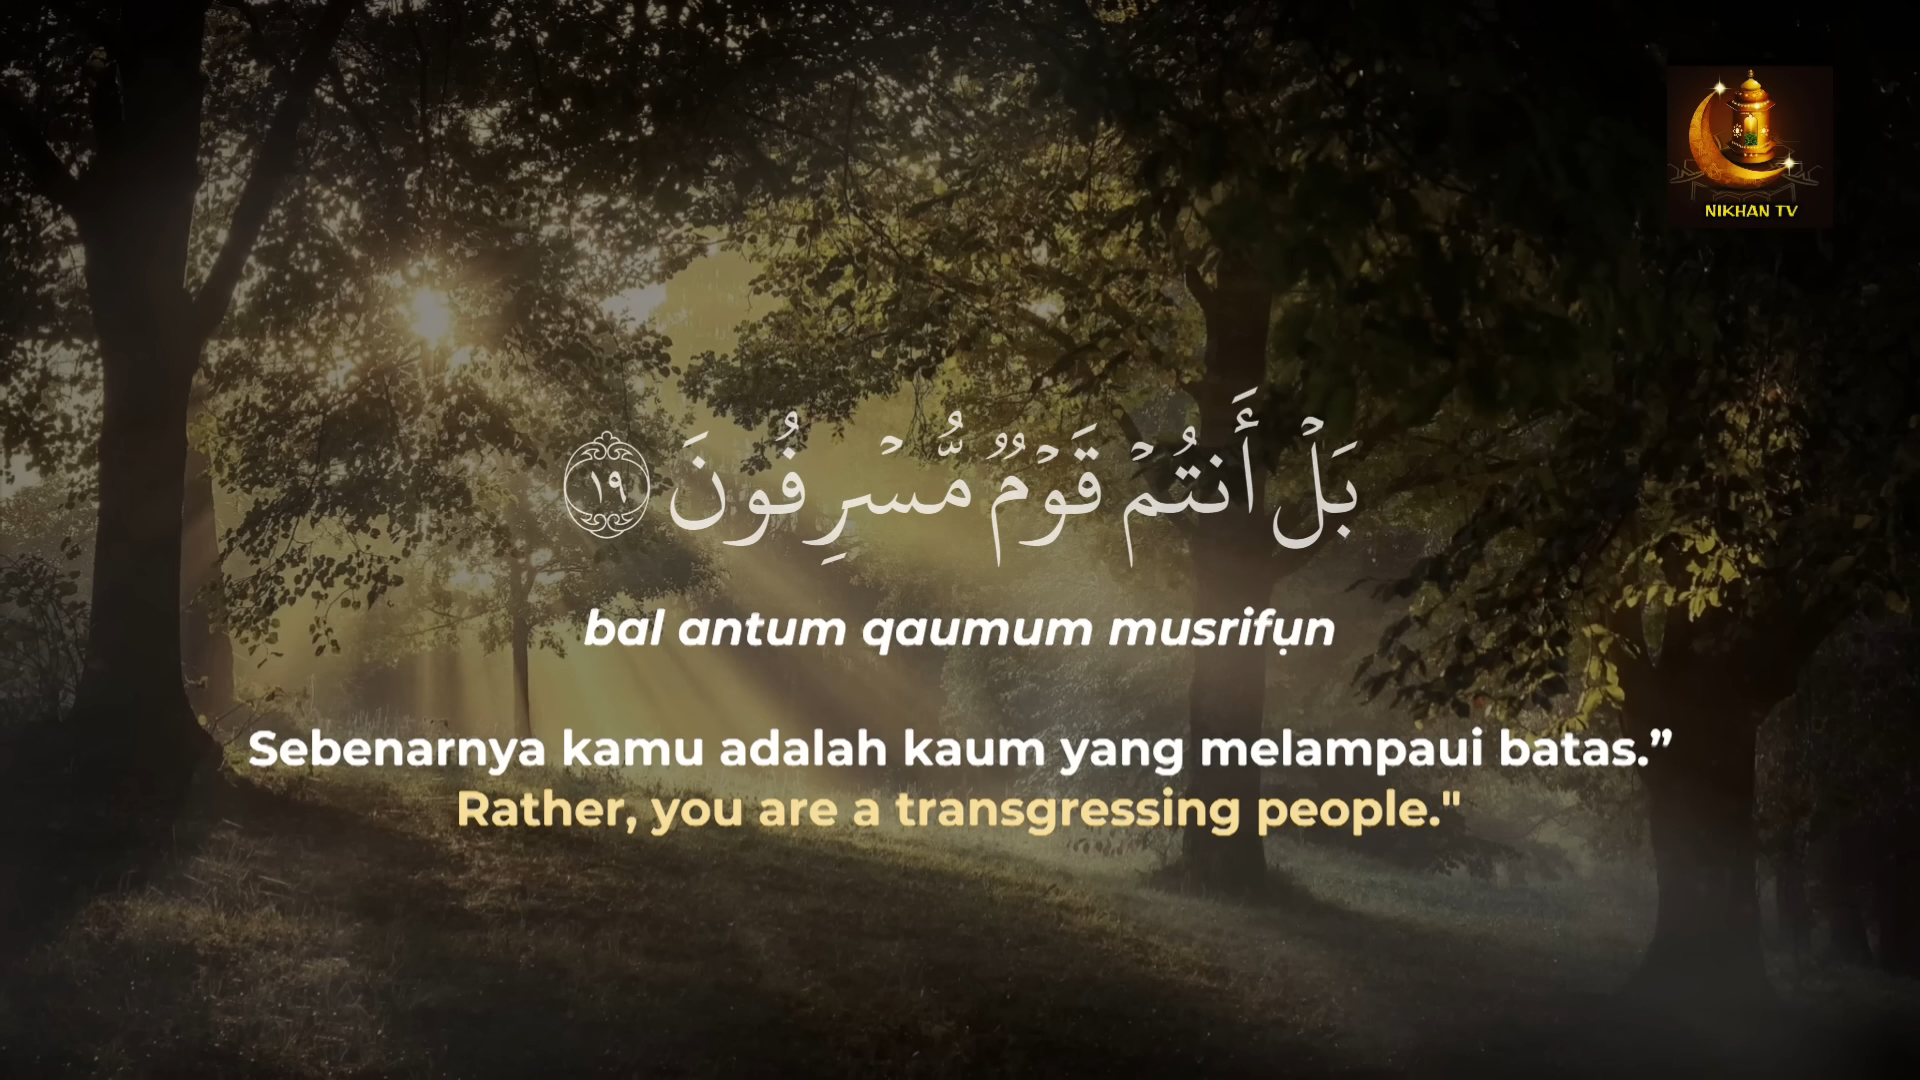 NIKHAN TV
بَلْ أَنتُمْ قَوْمٌ مُّسْرِفُونَ ١٩
bal antum qaumum musrifụn
Sebenarnya kamu adalah kaum yang melampaui batas.”
Rather, you are a transgressing people."